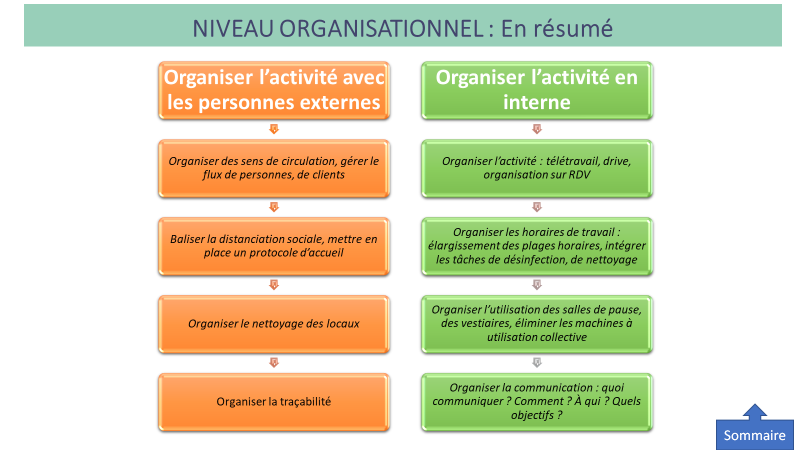 NIVEAU ORGANISATIONNEL : En résumé
Organiser l’activité avec
les personnes externes
Organiser des sens de circulation, gérer le
flux de personnes, de clients
Baliser la distanciation sociale, mettre en
place un protocole d’accueil
Organiser le nettoyage des locaux
Organiser la traçabilité
Organiser l’activité en
interne
Organiser l’activité : télétravail, drive,
organisation sur RDV
Organiser les horaires de travail :
élargissement des plages horaires, intégrer
les tâches de désinfection, de nettoyage
Organiser l’utilisation des salles de pause,
des vestiaires, éliminer les machines à
utilisation collective
Organiser la communication : quoi
communiquer ? Comment ? À qui ? Quels
objectifs ?
Sommaire